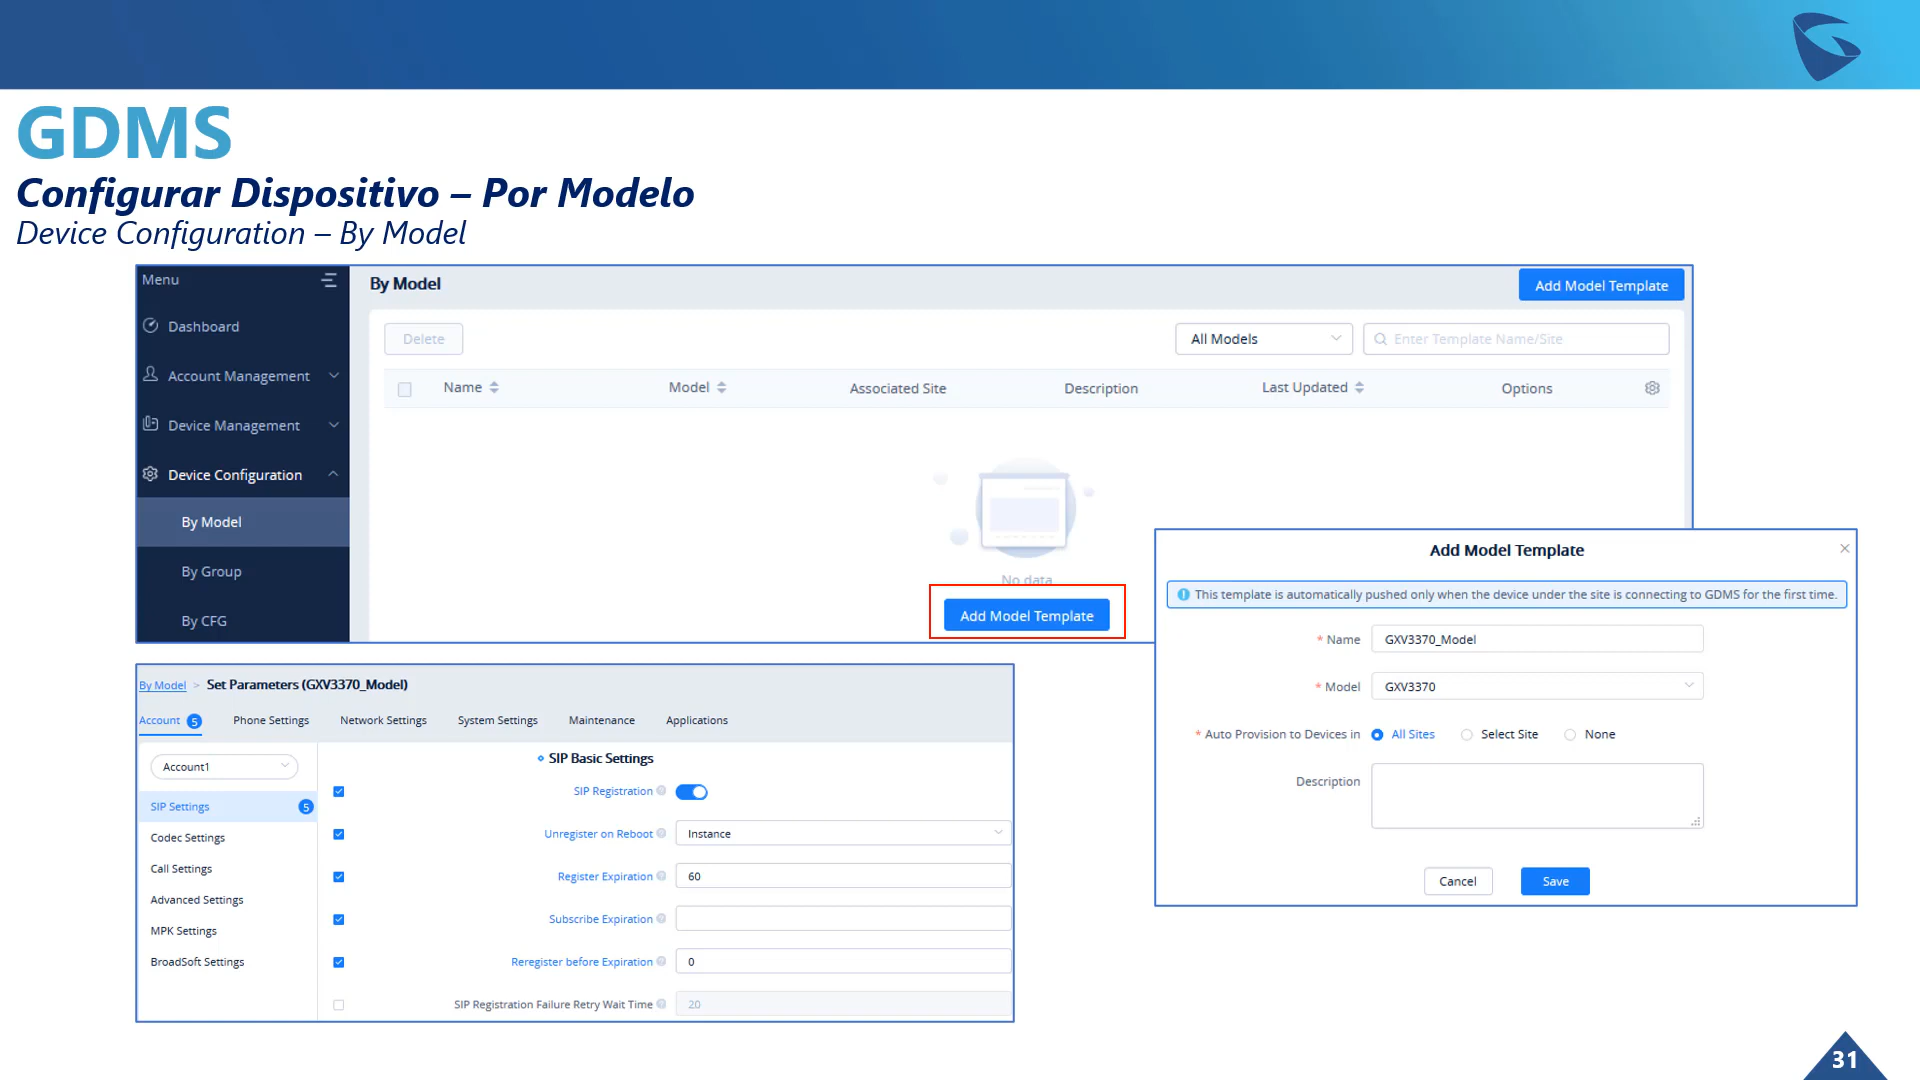 GDMS
Configurar Dispositivo – Por Modelo
Device Configuration – By Model
Menu
Dashboard
Account Management
Device Management
Device Configuration
By Model
By Group
By CFG
By Model
Add Model Template
Delete
All Models
Enter Template Name/Site
Name Model Associated Site Description Last Updated Options
No data
Add Model Template
Add Model Template
This template is automatically pushed only when the device under the site is connecting to GDMS for the first time.
* Name GXV3370_Model
* Model GXV3370
* Auto Provision to Devices in All Sites Select Site None
Description
Cancel Save
By Model > Set Parameters (GXV3370_Model)
Account 5 Phone Settings Network Settings System Settings Maintenance Applications
Account1
SIP Settings 5
Codec Settings
Call Settings
Advanced Settings
MPK Settings
BroadSoft Settings
SIP Basic Settings
SIP Registration
Unregister on Reboot Instance
Register Expiration 60
Subscribe Expiration
Reregister before Expiration 0
SIP Registration Failure Retry Wait Time 20
31